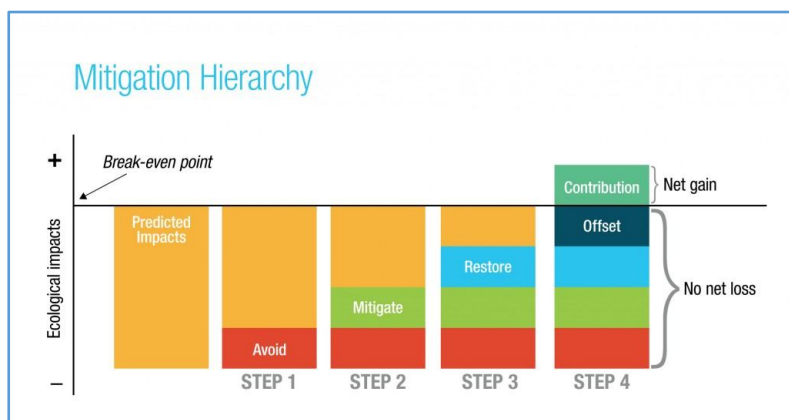 Mitigation Hierarchy
+
Break-even point
Ecological impacts
–
Predicted
Impacts
Avoid
Mitigate
Restore
Contribution
Offset
Net gain
No net loss
STEP 1
STEP 2
STEP 3
STEP 4